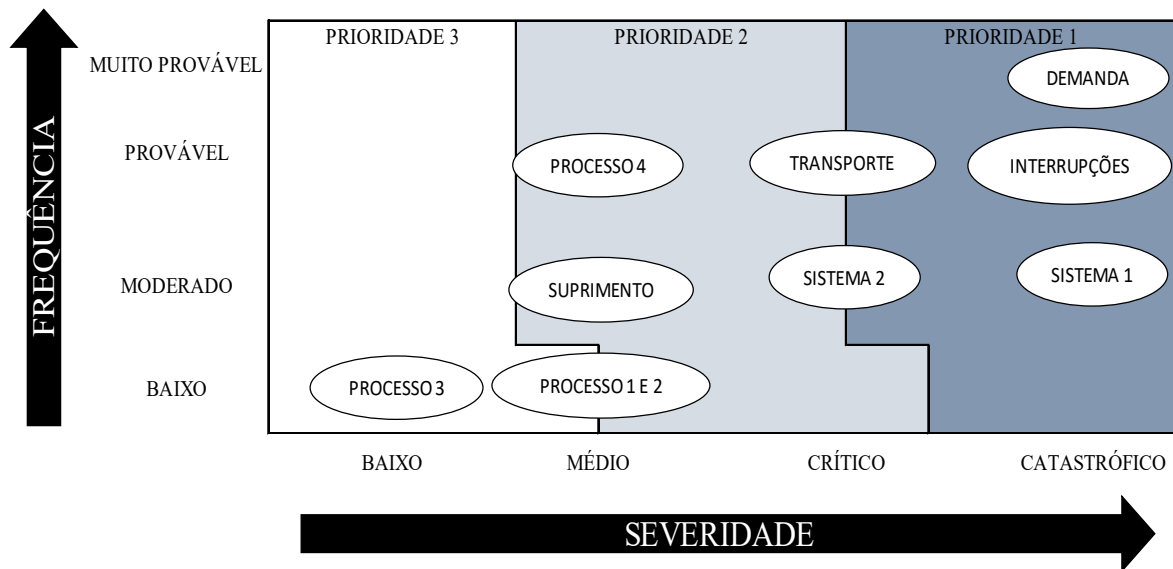 PRIORIDADE 3
PRIORIDADE 2
PRIORIDADE 1
MUITO PROVÁVEL
DEMANDA
PROVÁVEL
PROCESSO 4
TRANSPORTE
INTERRUPÇÕES
FREQUÊNCIA
MODERADO
SUPRIMENTO
SISTEMA 2
SISTEMA 1
BAIXO
PROCESSO 3
PROCESSO 1 E 2
BAIXO
MÉDIO
CRÍTICO
CATASTRÓFICO
SEVERIDADE